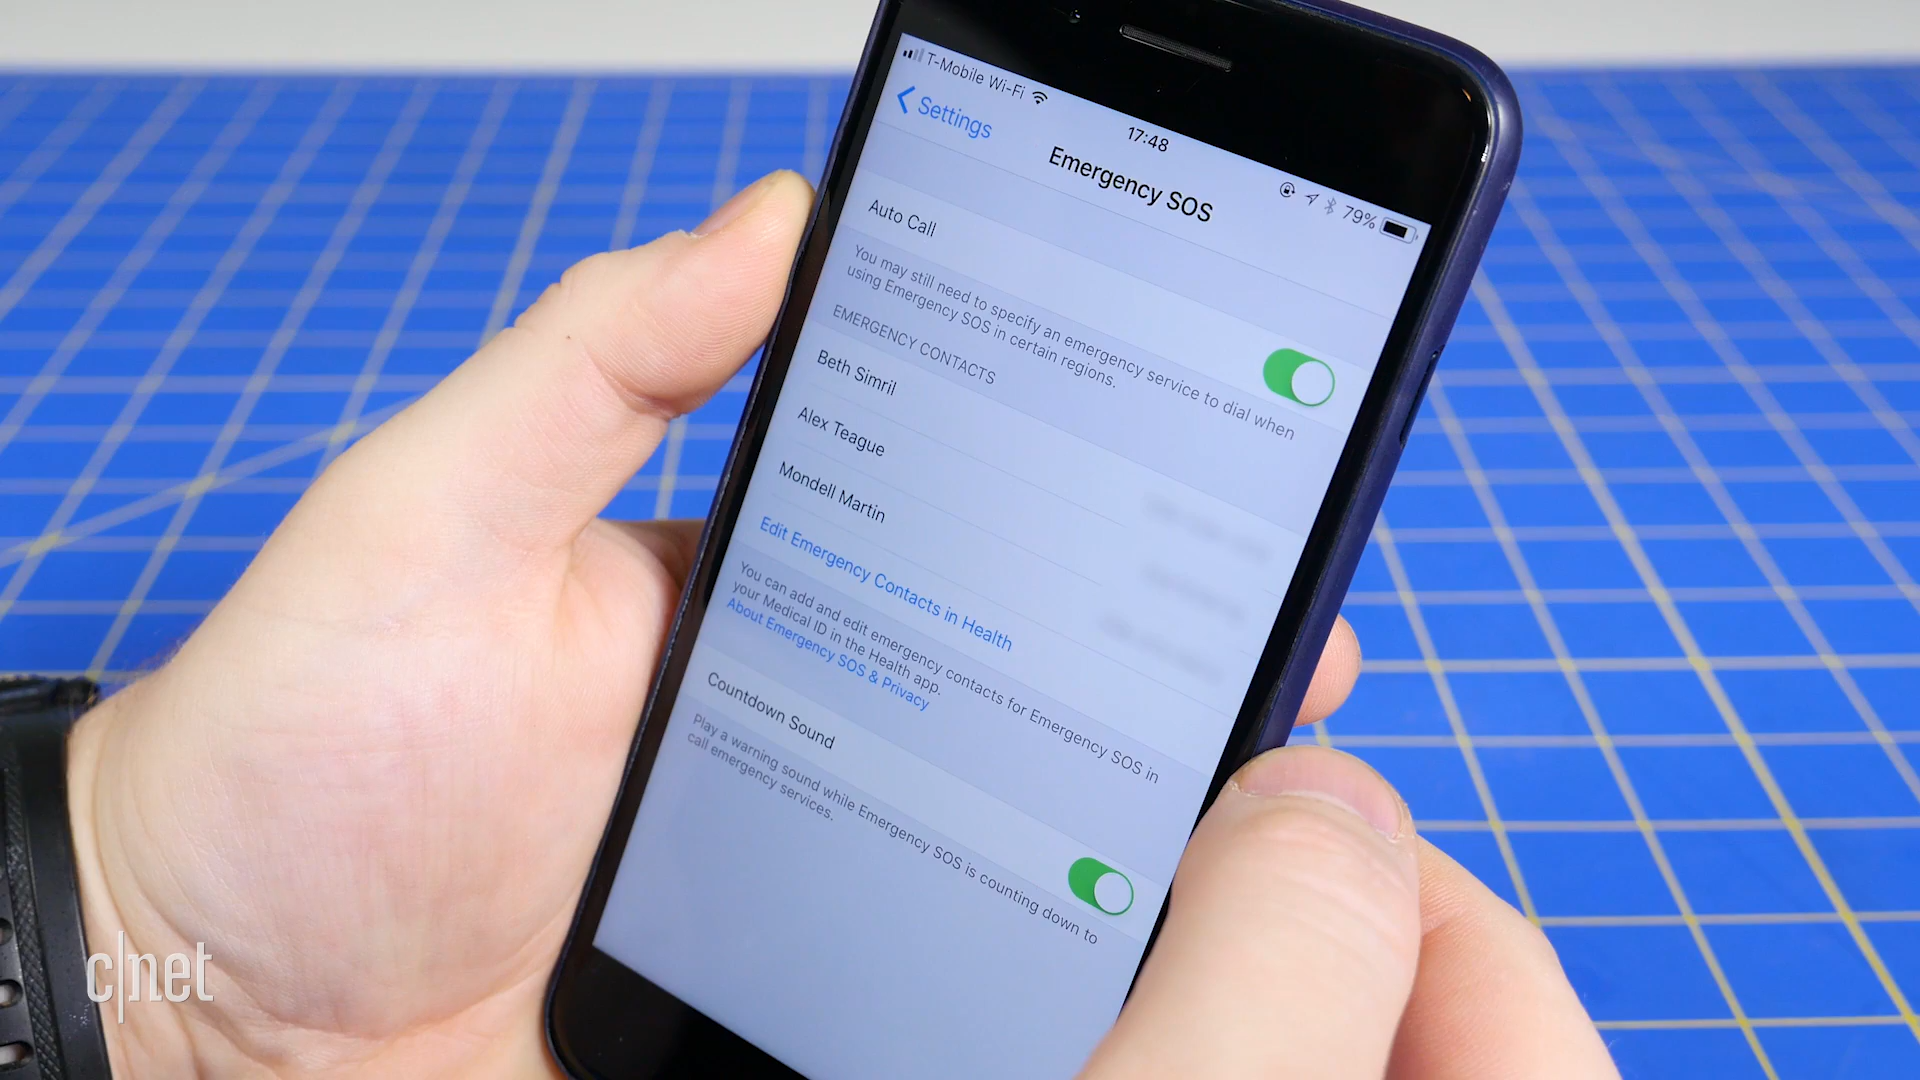 T-Mobile Wi-Fi
17:48
79%
Settings
Emergency SOS
Auto Call
You may still need to specify an emergency service to dial when
using Emergency SOS in certain regions.
EMERGENCY CONTACTS
Beth Simril
Alex Teague
Mondell Martin
Edit Emergency Contacts in Health
You can add and edit emergency contacts for Emergency SOS in
your Medical ID in the Health app.
About Emergency SOS & Privacy
Countdown Sound
Play a warning sound while Emergency SOS is counting down to
call emergency services.
c|net